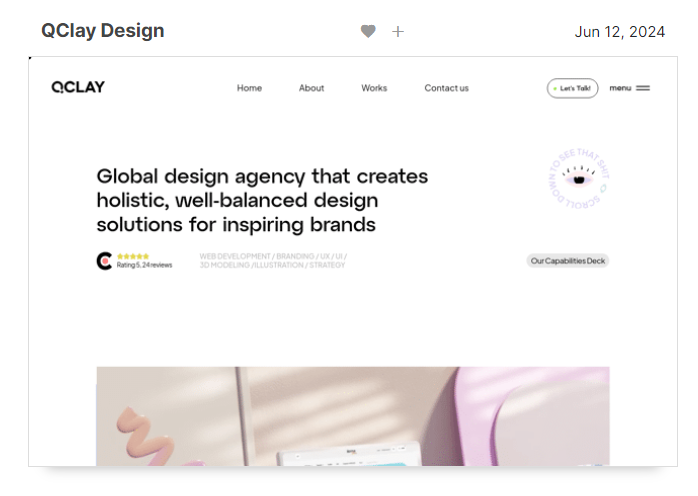 QClay Design
Jun 12, 2024
QCLAY
Home
About
Works
Contact us
Let's Talk!
menu
Global design agency that creates
holistic, well-balanced design
solutions for inspiring brands
SCROLL DOWN TO SEE THAT SHIT
Rating 5, 24 reviews
WEB DEVELOPMENT / BRANDING / UX / UI /
3D MODELING / ILLUSTRATION / STRATEGY
Our Capabilities Deck